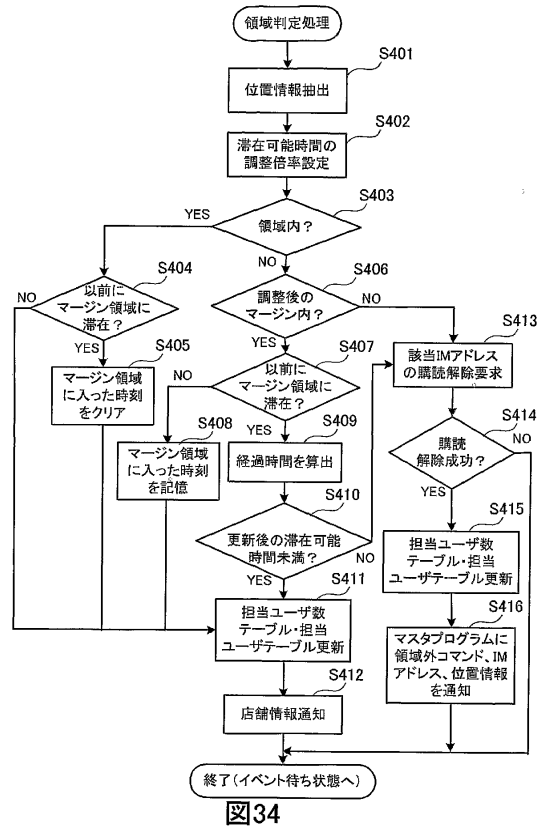 領域判定処理
S401
位置情報抽出
S402
滞在可能時間の
調整倍率設定
S403
YES
領域内?
NO
S404
NO
以前に
マージン領域に
滞在?
YES
S405
マージン領域
に入った時刻
をクリア
S406
調整後の
マージン内?
NO
YES
S407
NO
以前に
マージン領域に
滞在?
YES
S408
マージン領域
に入った時刻
を記憶
S409
経過時間を算出
S410
更新後の滞在可能
時間未満?
NO
YES
S411
担当ユーザ数
テーブル・担当
ユーザテーブル更新
S412
店舗情報通知
S413
該当IMアドレス
の購読解除要求
S414
購読
解除成功?
NO
YES
S415
担当ユーザ数
テーブル・担当
ユーザテーブル更新
S416
マスタプログラムに
領域外コマンド、IM
アドレス、位置情報
を通知
終了(イベント待ち状態へ)
図34